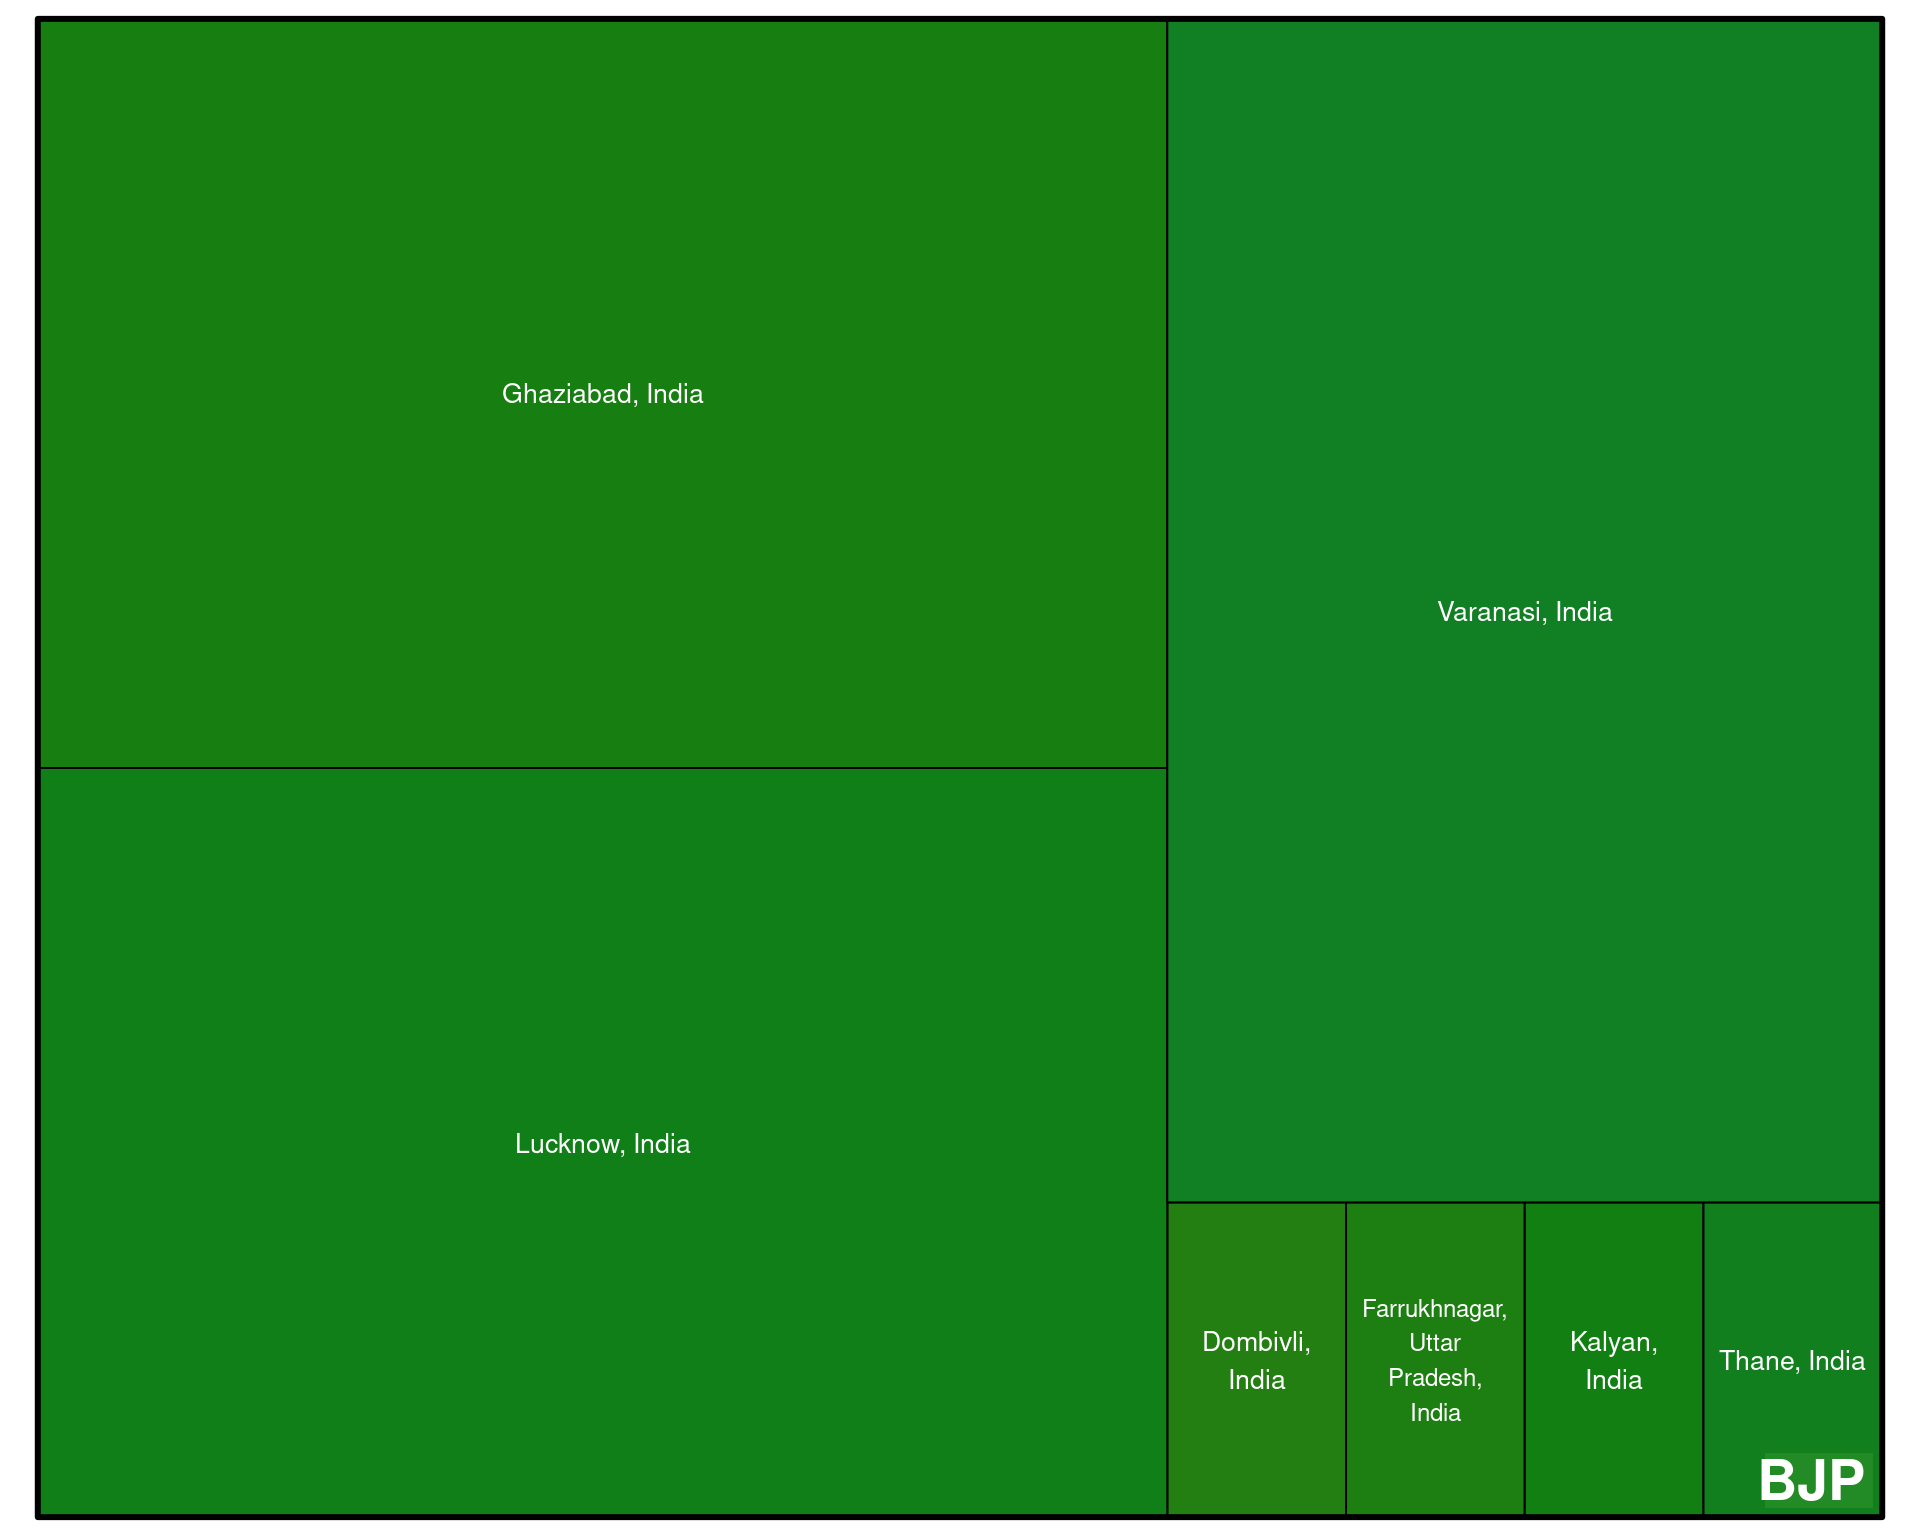 Ghaziabad, India
Lucknow, India
Varanasi, India
Dombivli,
India
Farrukhnagar,
Uttar
Pradesh,
India
Kalyan,
India
Thane, India
BJP